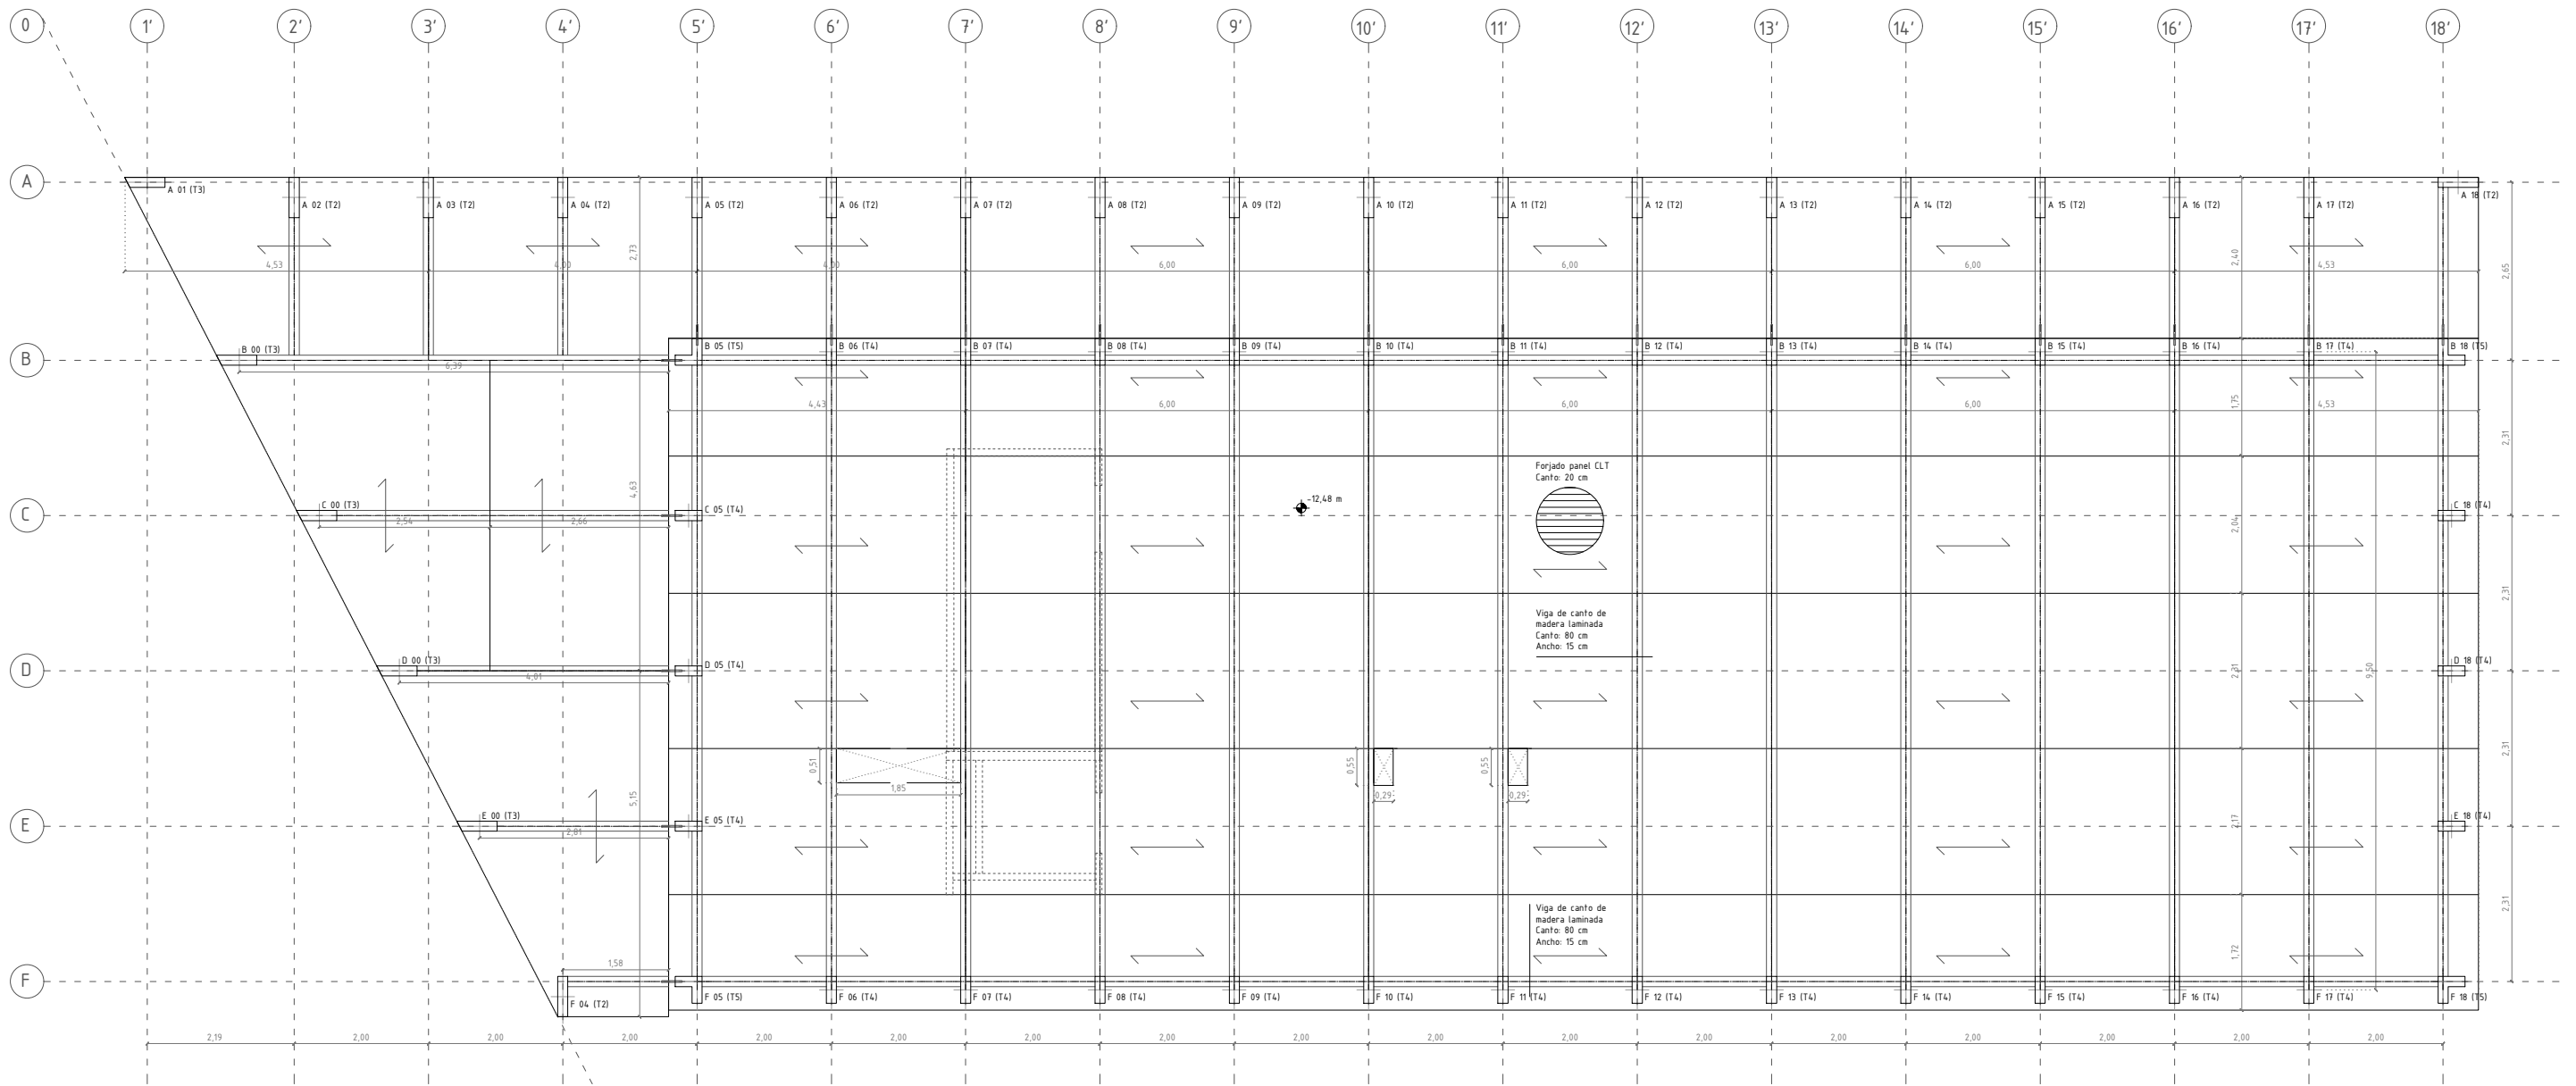 0 1' 2' 3' 4' 5' 6' 7' 8' 9' 10' 11' 12' 13' 14' 15' 16' 17' 18'
A
A 01 (T3)
A 02 (T2) A 03 (T2) A 04 (T2) A 05 (T2) A 06 (T2) A 07 (T2) A 08 (T2) A 09 (T2) A 10 (T2) A 11 (T2) A 12 (T2) A 13 (T2) A 14 (T2) A 15 (T2) A 16 (T2) A 17 (T2) A 18 (T2)
2,73 2,40 2,65
4,53 4,00 4,00 6,00 6,00 6,00 4,53
B
B 00 (T3) B 05 (T5) B 06 (T4) B 07 (T4) B 08 (T4) B 09 (T4) B 10 (T4) B 11 (T4) B 12 (T4) B 13 (T4) B 14 (T4) B 15 (T4) B 16 (T4) B 17 (T4) B 18 (T5)
6,39
4,43 6,00 6,00 6,00 4,53
1,75 2,31
Forjado panel CLT
Canto: 20 cm
4,63
-12,48 m
C
C 00 (T3) C 05 (T4) C 18 (T4)
2,54 2,66
2,04
2,31
Viga de canto de
madera laminada
Canto: 80 cm
Ancho: 15 cm
D
D 00 (T3) D 05 (T4) D 18 (T4)
4,01
2,31 9,50
2,31
0,51 0,55 0,55
1,85 0,29 0,29
5,15
E
E 00 (T3) E 05 (T4) E 18 (T4)
2,81
2,17
2,31
Viga de canto de
madera laminada
Canto: 80 cm
Ancho: 15 cm
1,72
1,58
F
F 04 (T2) F 05 (T5) F 06 (T4) F 07 (T4) F 08 (T4) F 09 (T4) F 10 (T4) F 11 (T4) F 12 (T4) F 13 (T4) F 14 (T4) F 15 (T4) F 16 (T4) F 17 (T4) F 18 (T5)
2,19 2,00 2,00 2,00 2,00 2,00 2,00 2,00 2,00 2,00 2,00 2,00 2,00 2,00 2,00 2,00 2,00